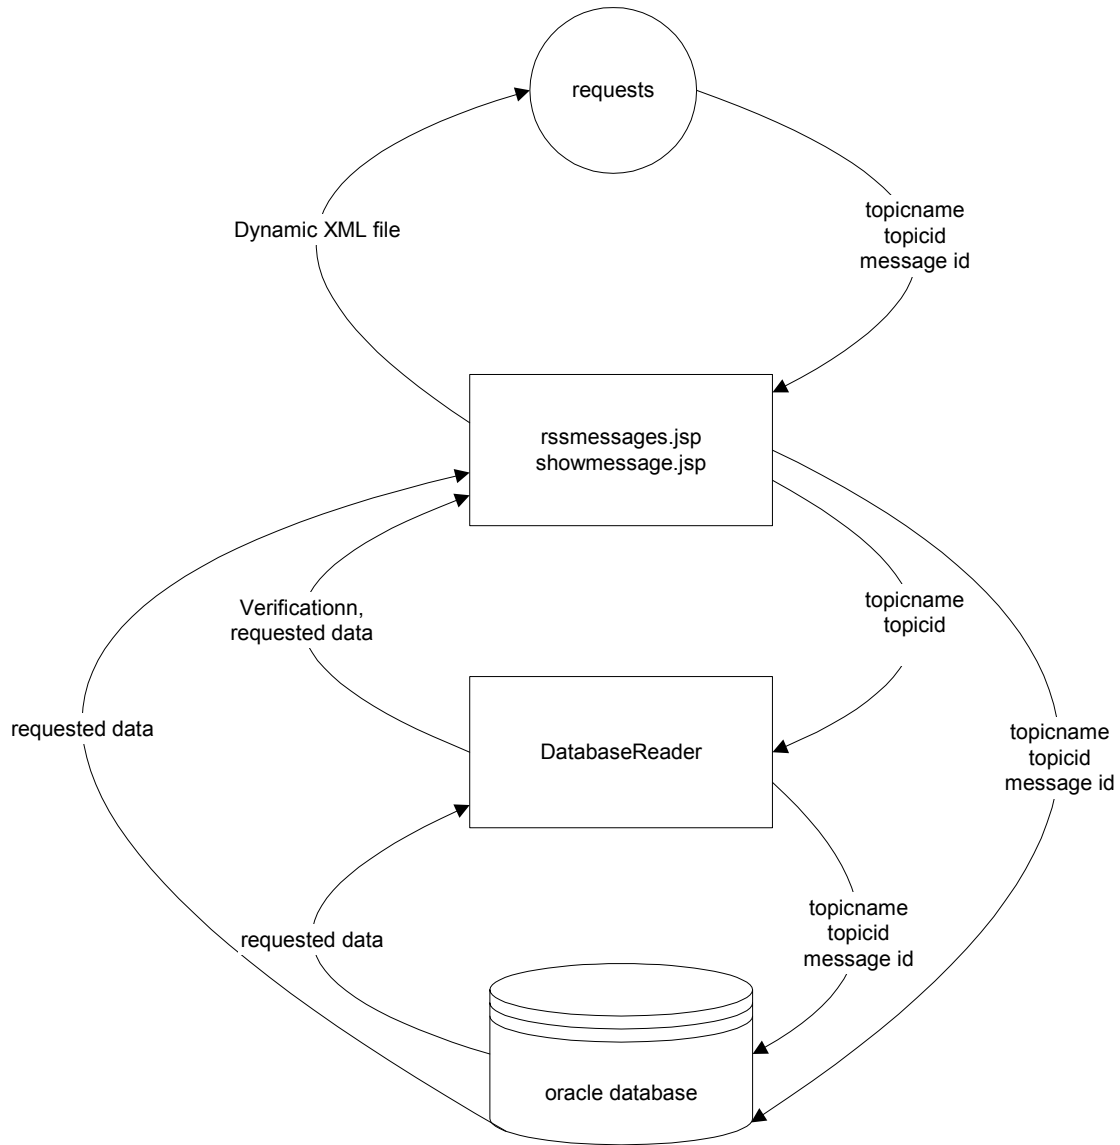 requests
Dynamic XML file
topicname
topicid
message id
rssmessages.jsp
showmessage.jsp
Verificationn,
requested data
topicname
topicid
requested data
DatabaseReader
topicname
topicid
message id
requested data
topicname
topicid
message id
oracle database